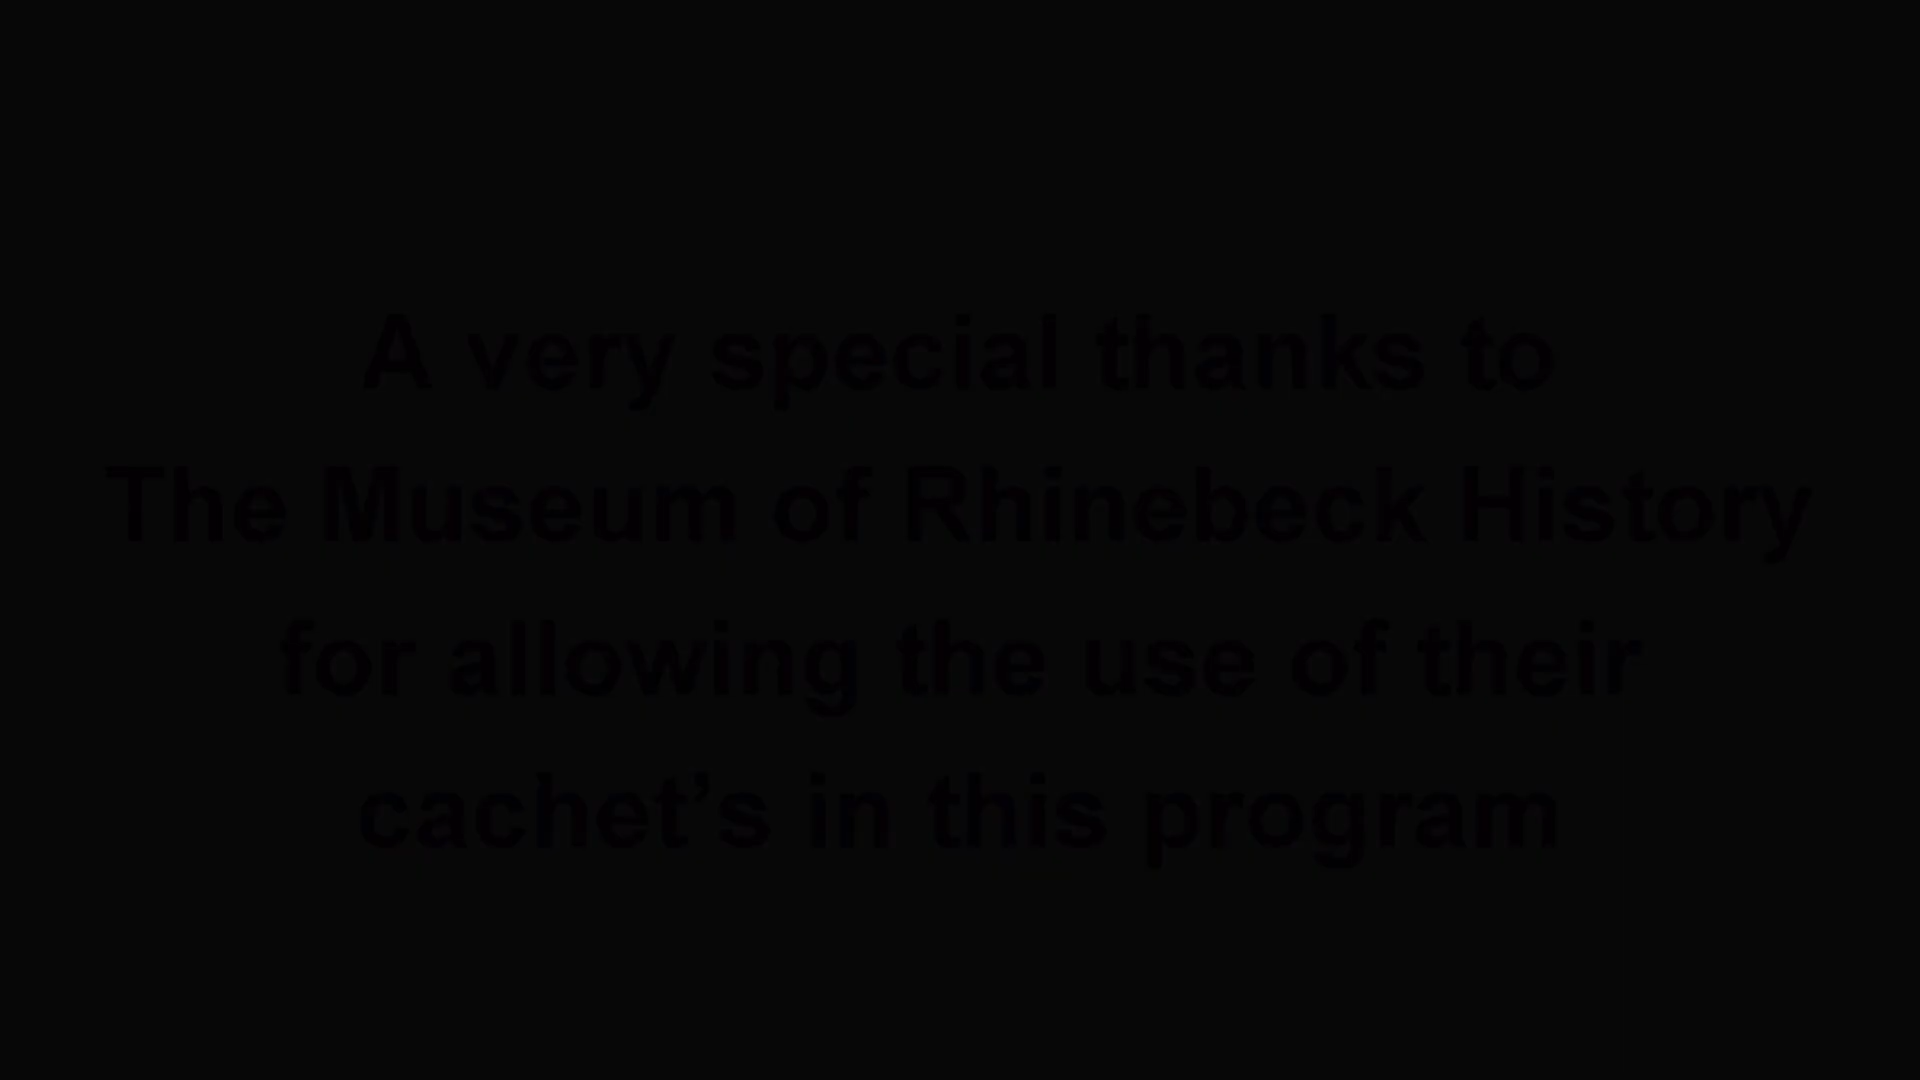 A very special thanks to
The Museum of Rhinebeck History
for allowing the use of their
cachet’s in this program